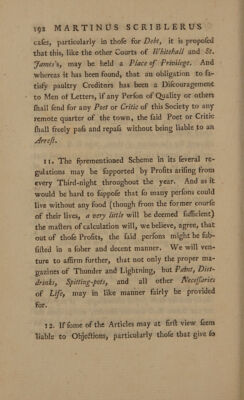 192 MARTINUS SCRIBLERUS
caſes, particularly in thoſe for Debt, it is propoſed
that this, like the other Courts of Whitehall and St.
James's, may be held a Place of Privilege. And
whereas it has been found, that an obligation to ſa-
tisfy paultry Creditors has been a Diſcouragement
to Men of Letters, if any Perſon of Quality or others
ſhall ſend for any Poet or Critic of this Society to any
remote quarter of the town, the ſaid Poet or Critic
ſhall freely paſs and repaſs without being liable to an
Arreſt.
11. The forementioned Scheme in its ſeveral re-
gulations may be ſupported by Profits ariſing from
every Third-night throughout the year. And as it
would be hard to ſuppoſe that ſo many perſons could
live without any food (though from the former courſe
of their lives, a very little will be deemed ſufficient)
the maſters of calculation will, we believe, agree, that
out of thoſe Profits, the ſaid perſons might be ſub-
ſiſted in a ſober and decent manner. We will ven-
ture to affirm further, that not only the proper ma-
gazines of Thunder and Lightning, but Paint, Diet-
drinks, Spitting-pots, and all other Neceſſaries
of Life, may in like manner fairly be provided
for.
12. If ſome of the Articles may at firſt view ſeem
liable to Objections, particularly thoſe that give ſo